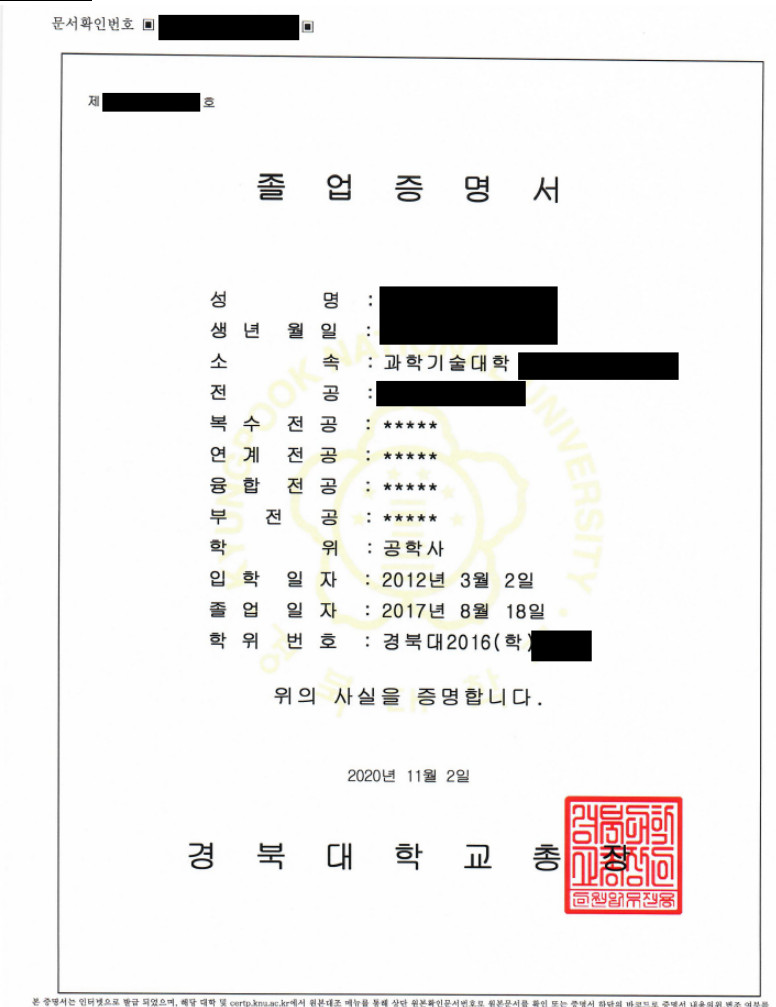 문서확인번호 ▣ ▣
제 호
졸 업 증 명 서
성 명 :
생 년 월 일 :
소 속 : 과학기술대학
전 공 :
복 수 전 공 : *****
연 계 전 공 : *****
융 합 전 공 : *****
부 전 공 : *****
학 위 : 공학사
입 학 일 자 : 2012년 3월 2일
졸 업 일 자 : 2017년 8월 18일
학 위 번 호 : 경북대2016(학)
KYUNGPOOK NATIONAL UNIVERSITY
위의 사실을 증명합니다.
2020년 11월 2일
경 북 대 학 교 총 장
본 증명서는 인터넷으로 발급 되었으며, 해당 대학 및 certp.knu.ac.kr에서 원본대조 메뉴를 통해 상단 원본확인문서번호로 원본문서를 확인 또는 증명서 하단의 바코드로 증명서 내용의위 변조 여부를